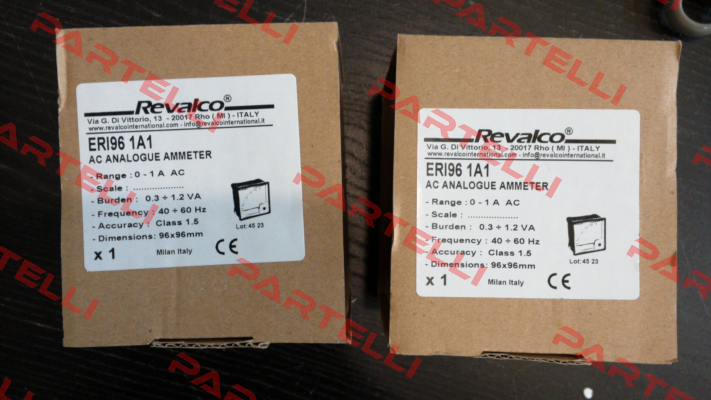 Revalco®
Via G. Di Vittorio, 13 - 20017 Rho ( MI ) - ITALY
www.revalcointernational.com - info@revalcointernational.it
ERI96 1A1
AC ANALOGUE AMMETER
- Range : 0 - 1 A AC
- Scale : ....................
- Burden : 0.3 ÷ 1.2 VA
- Frequency : 40 ÷ 60 Hz
- Accuracy : Class 1.5
- Dimensions: 96x96mm
Lot: 45 23
x 1 Milan Italy CE
Revalco®
Via G. Di Vittorio, 13 - 20017 Rho ( MI ) - ITALY
www.revalcointernational.com - info@revalcointernational.it
ERI96 1A1
AC ANALOGUE AMMETER
- Range : 0 - 1 A AC
- Scale : ....................
- Burden : 0.3 ÷ 1.2 VA
- Frequency : 40 ÷ 60 Hz
- Accuracy : Class 1.5
- Dimensions: 96x96mm
Lot: 45 23
x 1 Milan Italy CE
PARTELLI
PARTELLI
PARTELLI
PARTELLI
PARTELLI